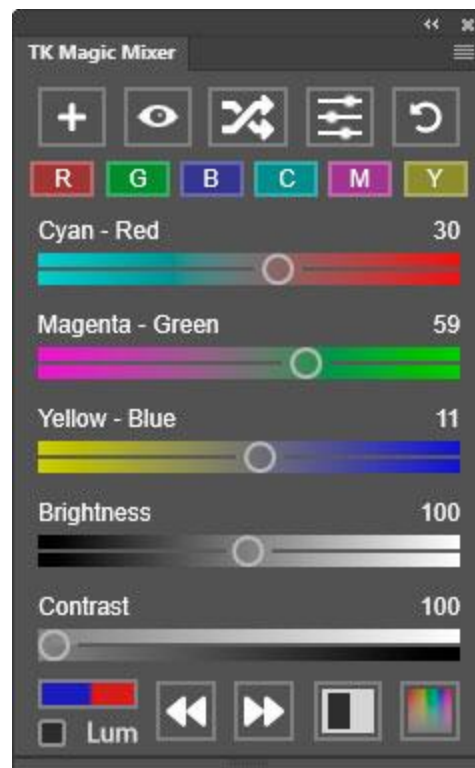 TK Magic Mixer
R G B C M Y
Cyan - Red 30
Magenta - Green 59
Yellow - Blue 11
Brightness 100
Contrast 100
Lum